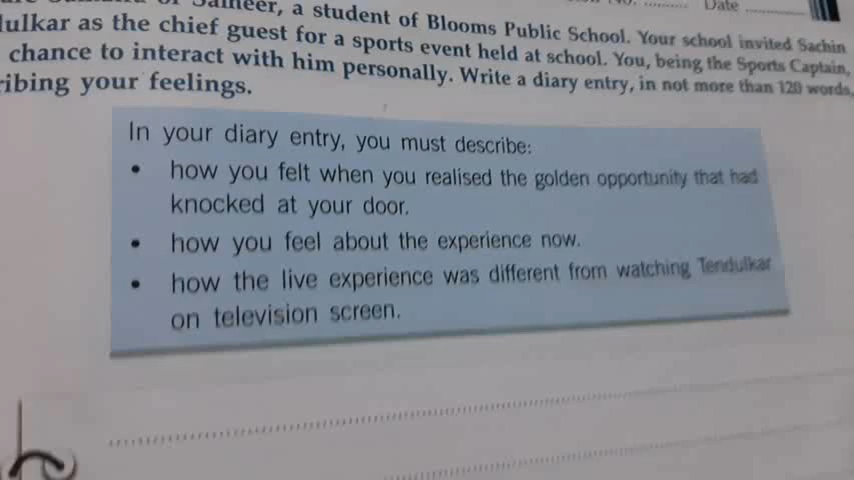 Date
Sameer, a student of Blooms Public School. Your school invited Sachin
dulkar as the chief guest for a sports event held at school. You, being the Sports Captain,
chance to interact with him personally. Write a diary entry, in not more than 120 words,
ribing your feelings.
In your diary entry, you must describe:
• how you felt when you realised the golden opportunity that had
knocked at your door.
• how you feel about the experience now.
• how the live experience was different from watching Tendulkar
on television screen.